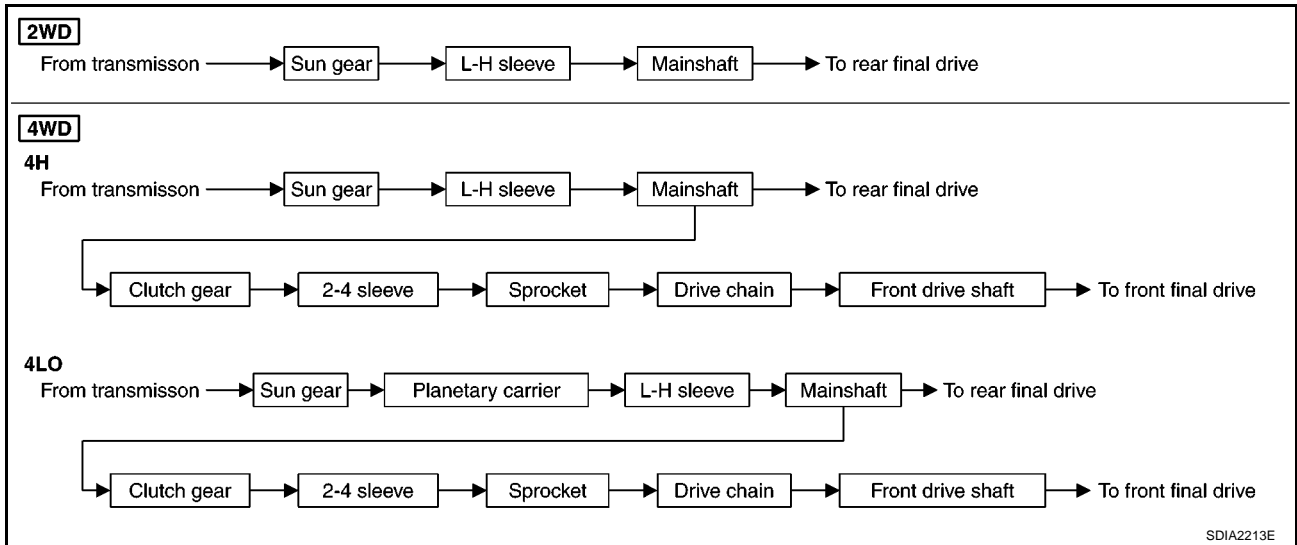 2WD
From transmisson Sun gear L-H sleeve Mainshaft To rear final drive
4WD
4H
From transmisson Sun gear L-H sleeve Mainshaft To rear final drive
Clutch gear 2-4 sleeve Sprocket Drive chain Front drive shaft To front final drive
4LO
From transmisson Sun gear Planetary carrier L-H sleeve Mainshaft To rear final drive
Clutch gear 2-4 sleeve Sprocket Drive chain Front drive shaft To front final drive
SDIA2213E